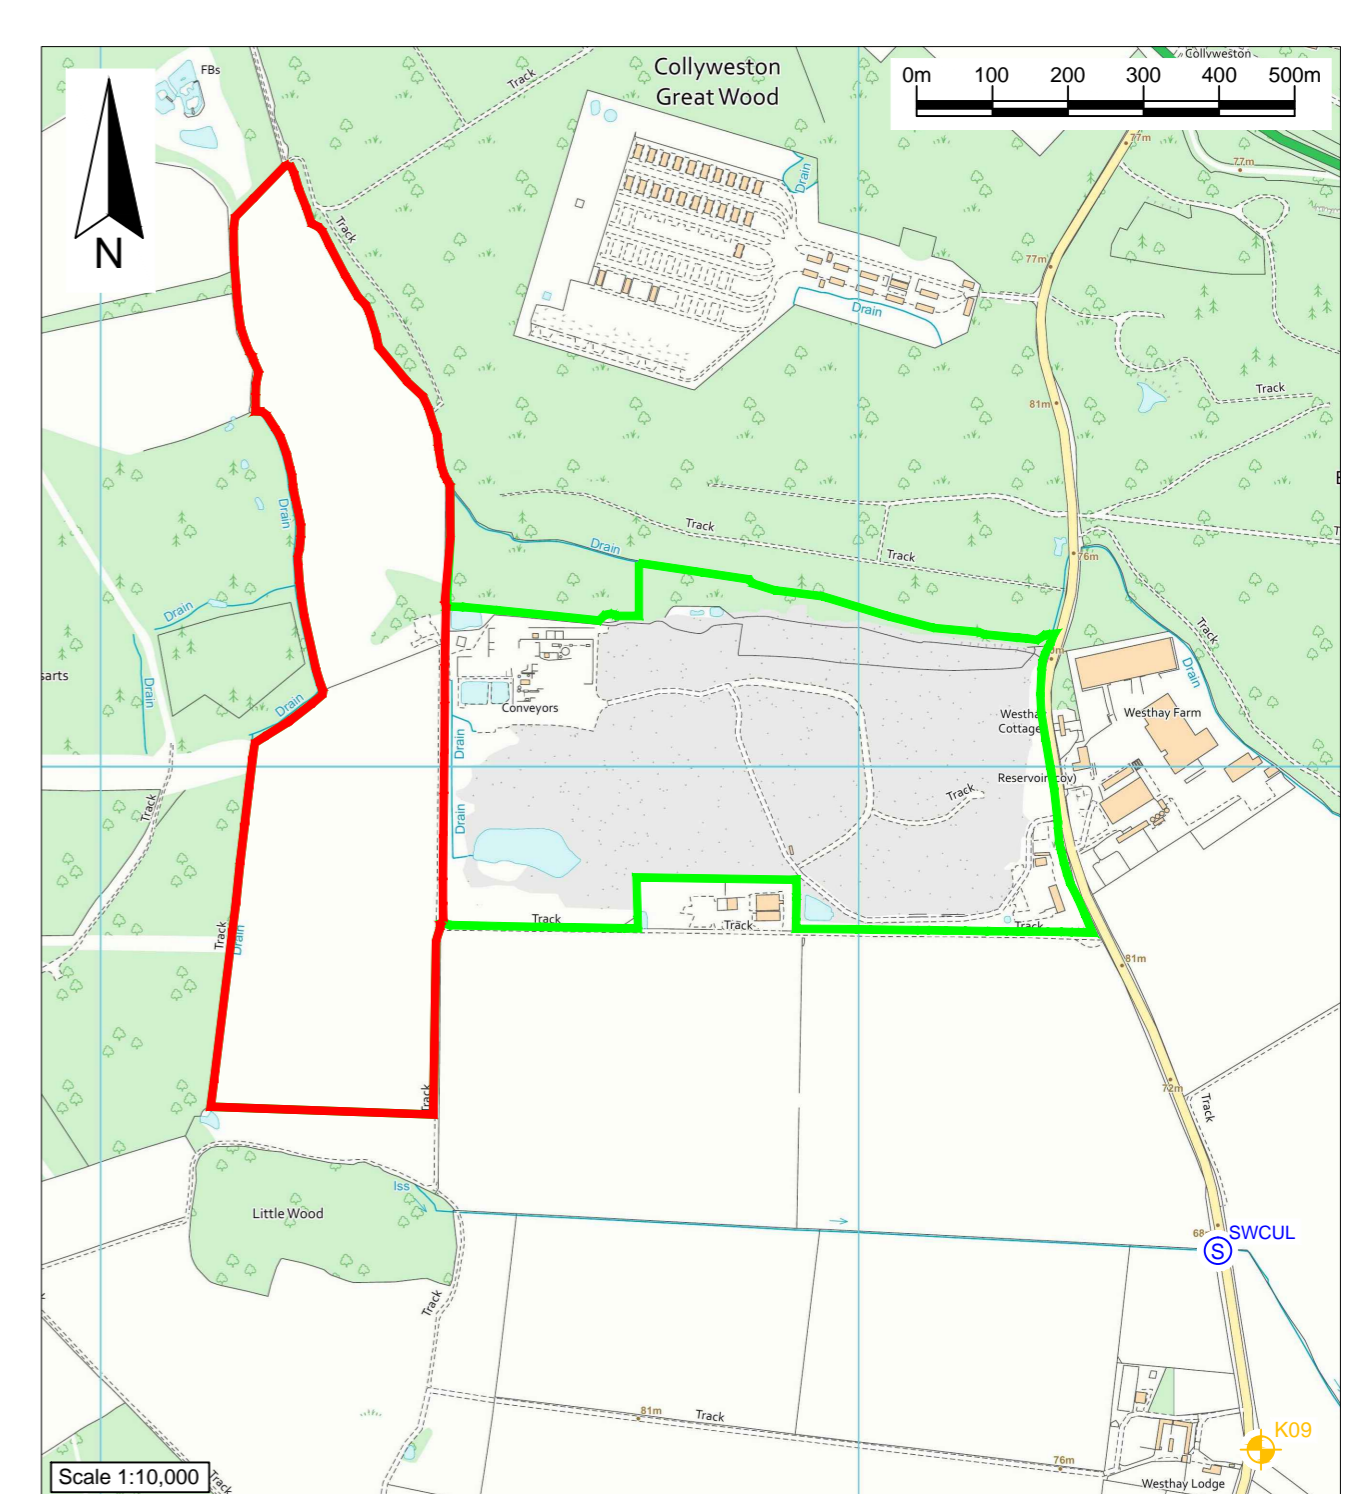 FBs
Track
Collyweston
Great Wood
0m 100 200 300 400 500m
Collyweston
77m
77m
N
Track
Drain
77m
Drain
Track
81m
Drain
Track
Drain
Track
76m
Drain
Track
Drain
sarts
Drain
Drain
Conveyors
Westhay
Cottage
Westhay Farm
Drain
Reservoir (cov)
Drain
Track
Track
Drain
Track
Drain
Track
Track
Track
81m
Track
72m
Track
Iss
Little Wood
68
SWCUL
S
Track
81m
Track
76m
K09
Westhay Lodge
Scale 1:10,000
Track